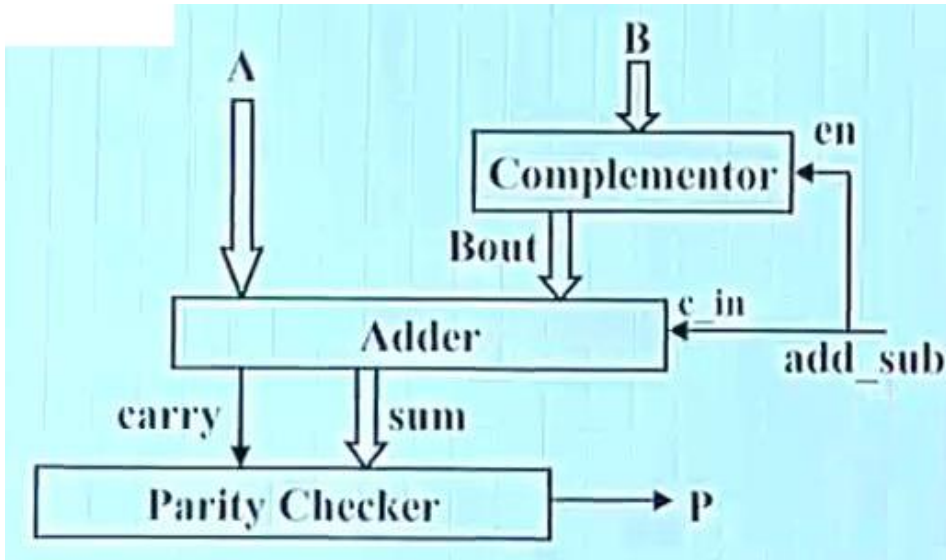 A
B
en
Complementor
Bout
c_in
Adder
add_sub
carry
sum
Parity Checker
P